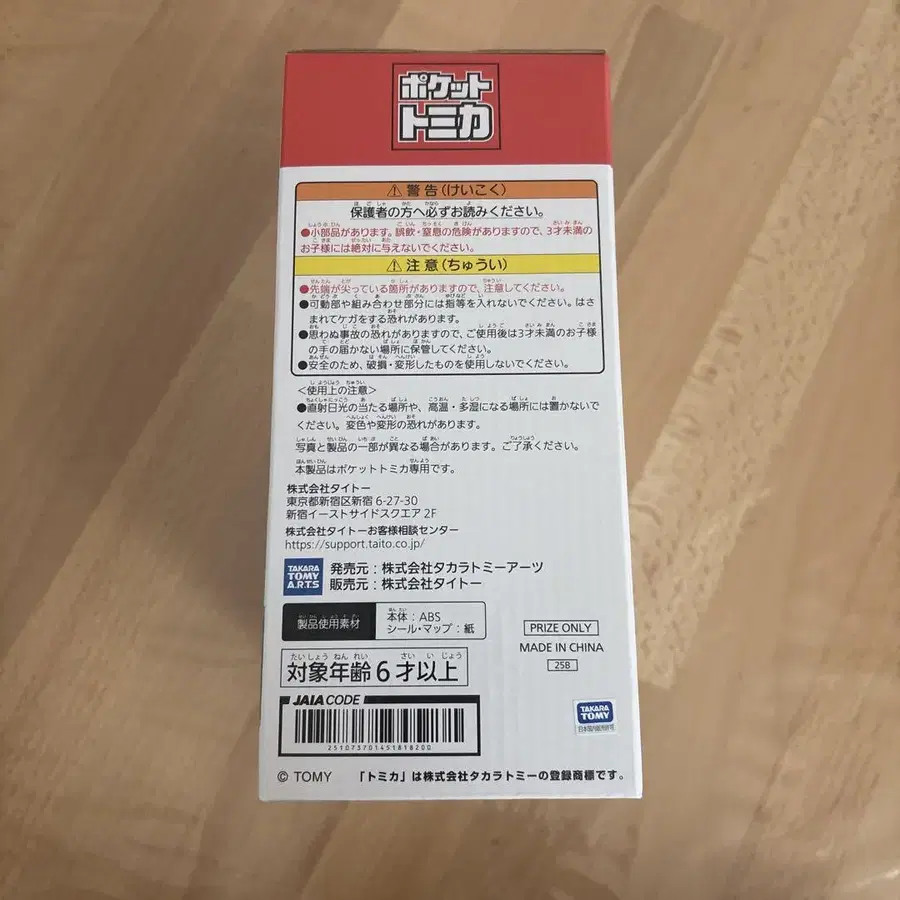 ポケット
トミカ
⚠警告(けいこく)
保護者の方へ必ずお読みください。
●小部品があります。誤飲・窒息の危険がありますので、3才未満の
お子様には絶対に与えないでください。
⚠注意(ちゅうい)
●先端が尖っている箇所がありますので、注意してください。
●可動部や組み合わせ部分には指等を入れないでください。はさ
まれてケガをする恐れがあります。
●思わぬ事故の恐れがありますので、ご使用後は3才未満のお子様
の手の届かない場所に保管してください。
●安全のため、破損・変形したものを使用しないでください。
<使用上の注意>
●直射日光の当たる場所や、高温・多湿になる場所には置かないで
ください。変色や変形の恐れがあります。
写真と製品の一部が異なる場合があります。ご了承ください。
本製品はポケットトミカ専用です。
株式会社タイトー
東京都新宿区新宿 6-27-30
新宿イーストサイドスクエア 2F
株式会社タイトーお客様相談センター
https://support.taito.co.jp/
TAKARA
TOMY
A.R.T.S
発売元:株式会社タカラトミーアーツ
販売元:株式会社タイトー
製品使用素材
本体:ABS
シール・マップ:紙
PRIZE ONLY
MADE IN CHINA
25B
対象年齢6才以上
JAIA CODE
251073701451818200
TAKARA
TOMY
日本国内販売許可
© TOMY 「トミカ」は株式会社タカラトミーの登録商標です。